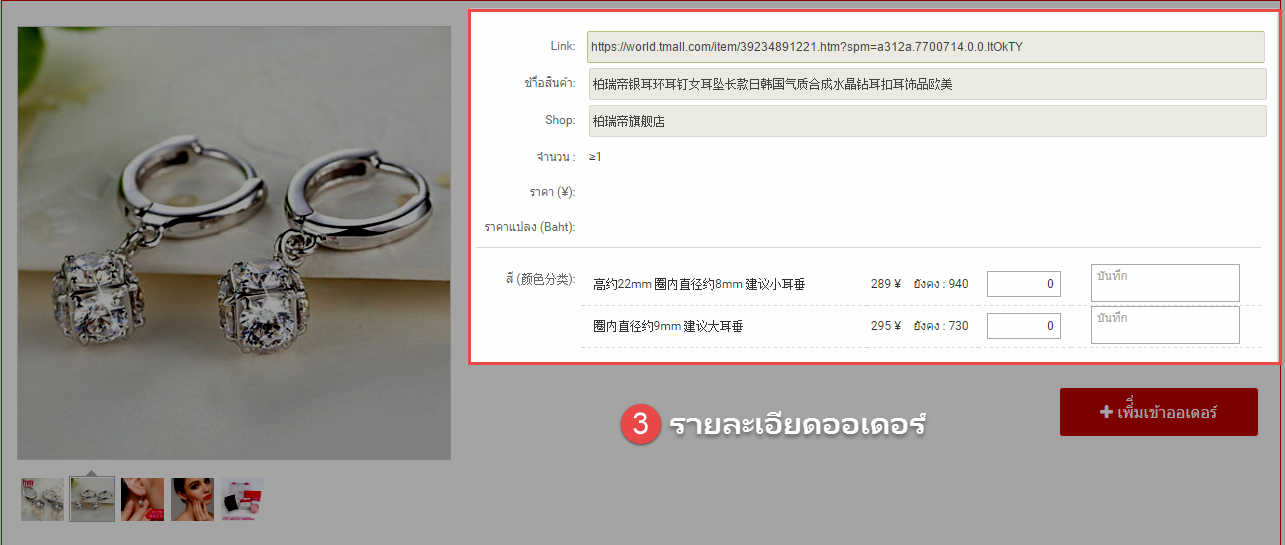 Link: https://world.tmall.com/item/39234891221.htm?spm=a312a.7700714.0.0.ltOkTY
ชื่อสินค้า: 柏瑞帝银耳环耳钉女耳坠长款日韩国气质合成水晶钻耳扣耳饰品欧美
Shop: 柏瑞帝旗舰店
จำนวน : ≥1
ราคา (¥):
ราคาแปลง (Baht):
สี (颜色分类): 高约22mm 圈内直径约8mm 建议小耳垂 289 ¥ ยังคง : 940 0 บันทึก
圈内直径约9mm 建议大耳垂 295 ¥ ยังคง : 730 0 บันทึก
เพิ่มเข้าออเดอร์
3 รายละเอียดออเดอร์